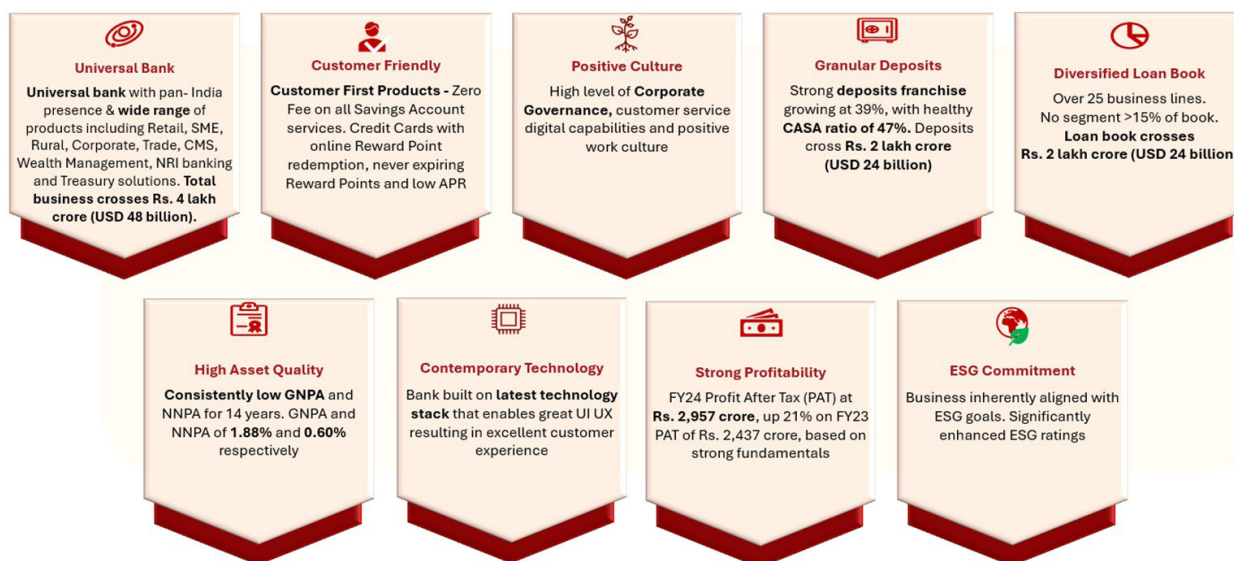 Universal Bank
Universal bank with pan- India
presence & wide range of
products including Retail, SME,
Rural, Corporate, Trade, CMS,
Wealth Management, NRI banking
and Treasury solutions. Total
business crosses Rs. 4 lakh
crore (USD 48 billion).
Customer Friendly
Customer First Products - Zero
Fee on all Savings Account
services. Credit Cards with
online Reward Point
redemption, never expiring
Reward Points and low APR
Positive Culture
High level of Corporate
Governance, customer service
digital capabilities and positive
work culture
Granular Deposits
Strong deposits franchise
growing at 39%, with healthy
CASA ratio of 47%. Deposits
cross Rs. 2 lakh crore
(USD 24 billion)
Diversified Loan Book
Over 25 business lines.
No segment >15% of book.
Loan book crosses
Rs. 2 lakh crore (USD 24 billion
High Asset Quality
Consistently low GNPA and
NNPA for 14 years. GNPA and
NNPA of 1.88% and 0.60%
respectively
Contemporary Technology
Bank built on latest technology
stack that enables great UI UX
resulting in excellent customer
experience
Strong Profitability
FY24 Profit After Tax (PAT) at
Rs. 2,957 crore, up 21% on FY23
PAT of Rs. 2,437 crore, based on
strong fundamentals
ESG Commitment
Business inherently aligned with
ESG goals. Significantly
enhanced ESG ratings